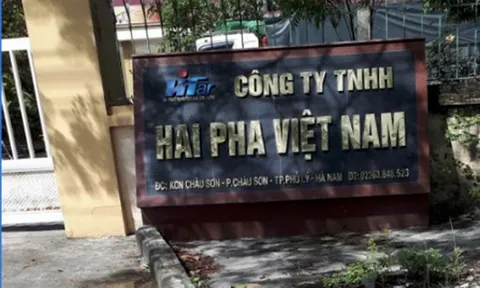 HiTar
CÔNG TY TNHH
HAI PHA VIỆT NAM
ĐC: KCN CHÂU SƠN - P.CHÂU SƠN - TP.PHỦ LÝ - HÀ NAM ĐT: 02263.848.523